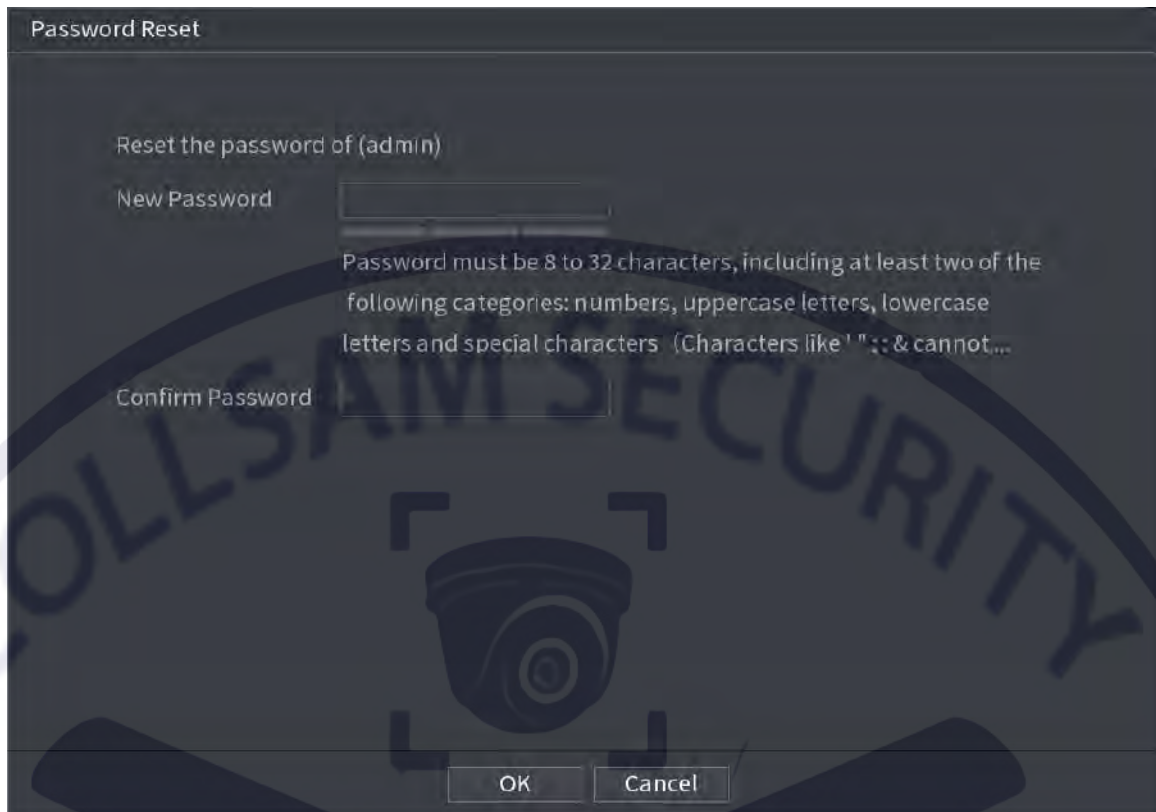 Password Reset
Reset the password of (admin)
New Password
Password must be 8 to 32 characters, including at least two of the
following categories: numbers, uppercase letters, lowercase
letters and special characters (Characters like ' " ; : & cannot...
Confirm Password
OLLSAM SECURITY
OK Cancel